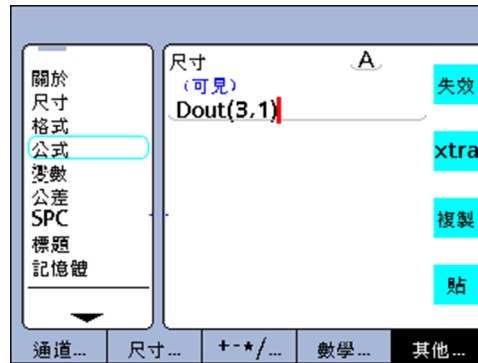 關於
尺寸
格式
公式
變數
公差
SPC
標題
記憶體
尺寸
A
（可見）
Dout(3,1)
失效
xtra
複製
貼
通道...
尺寸...
+-*/...
數學...
其他...